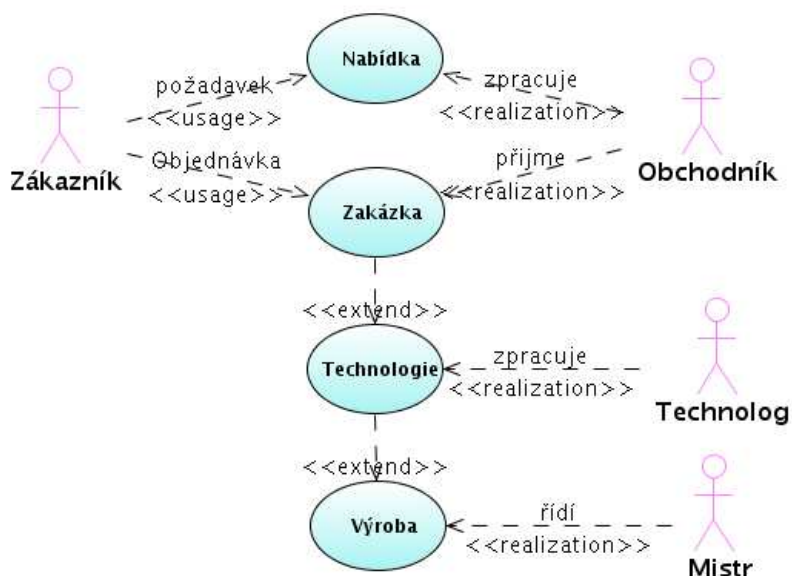 Nabídka
požadavek
<<usage>>
zpracuje
<<realization>>
Zákazník
Objednávka
<<usage>>
přijme
<<realization>>
Obchodník
Zakázka
<<extend>>
Technologie
zpracuje
<<realization>>
Technolog
<<extend>>
Výroba
řídí
<<realization>>
Mistr